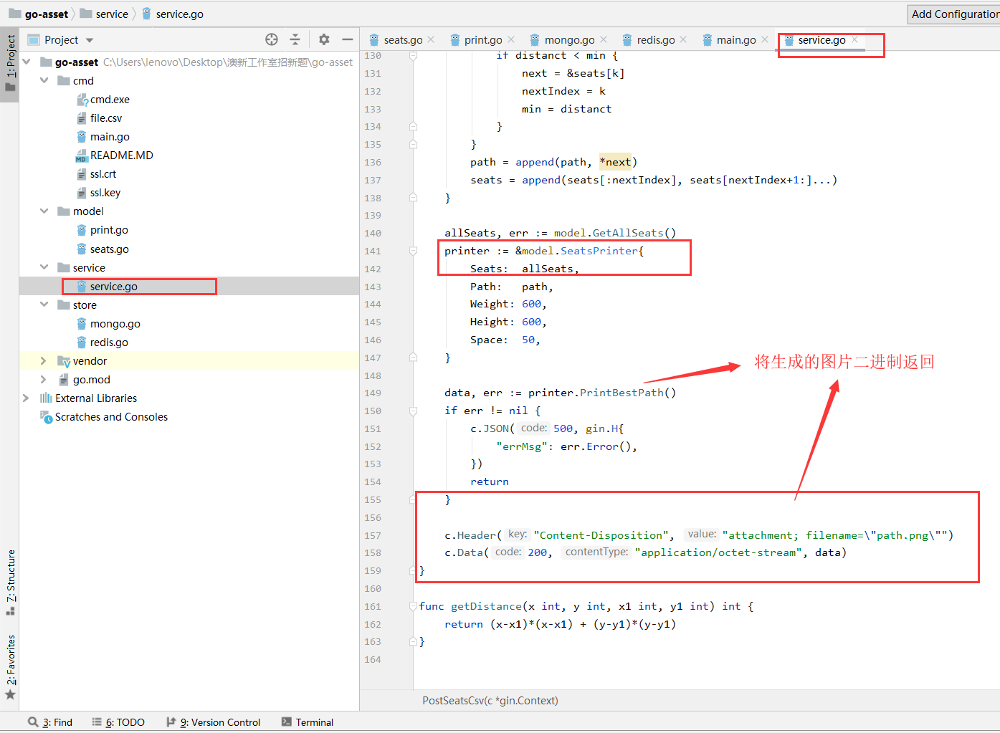 go-asset service service.go
Add Configuration
1: Project
Project
seats.go print.go mongo.go redis.go main.go service.go
go-asset C:\Users\lenovo\Desktop\澳新工作室招新题\go-asset
cmd
cmd.exe
file.csv
main.go
README.MD
ssl.crt
ssl.key
model
print.go
seats.go
service
service.go
store
mongo.go
redis.go
vendor
go.mod
External Libraries
Scratches and Consoles
7: Structure
2: Favorites
130 if distanct < min {
131 next = &seats[k]
132 nextIndex = k
133 min = distanct
134 }
135 }
136 path = append(path, *next)
137 seats = append(seats[:nextIndex], seats[nextIndex+1:]...)
138 }
139
140 allSeats, err := model.GetAllSeats()
141 printer := &model.SeatsPrinter{
142 Seats: allSeats,
143 Path: path,
144 Weight: 600,
145 Height: 600,
146 Space: 50,
147 }
148
将生成的图片二进制返回
149 data, err := printer.PrintBestPath()
150 if err != nil {
151 c.JSON( code: 500, gin.H{
152 "errMsg": err.Error(),
153 })
154 return
155 }
156
157 c.Header( key: "Content-Disposition", value: "attachment; filename=\"path.png\"")
158 c.Data( code: 200, contentType: "application/octet-stream", data)
159 }
160
161 func getDistance(x int, y int, x1 int, y1 int) int {
162 return (x-x1)*(x-x1) + (y-y1)*(y-y1)
163 }
164
PostSeatsCsv(c *gin.Context)
3: Find 6: TODO 9: Version Control Terminal